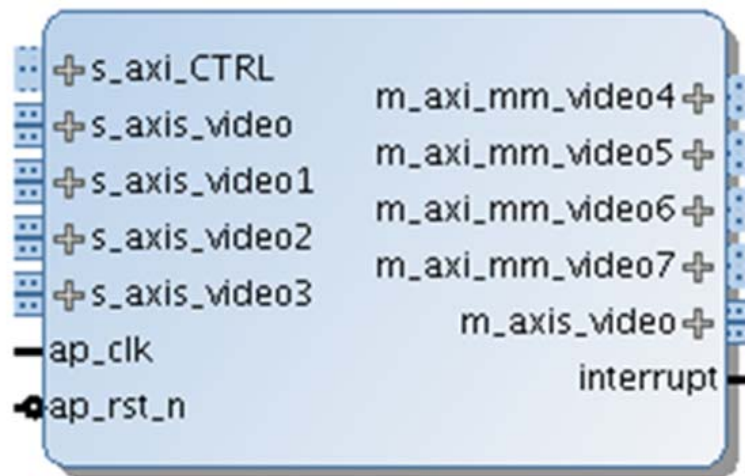 s_axi_CTRL
s_axis_video
s_axis_video1
s_axis_video2
s_axis_video3
ap_clk
ap_rst_n
m_axi_mm_video4
m_axi_mm_video5
m_axi_mm_video6
m_axi_mm_video7
m_axis_video
interrupt